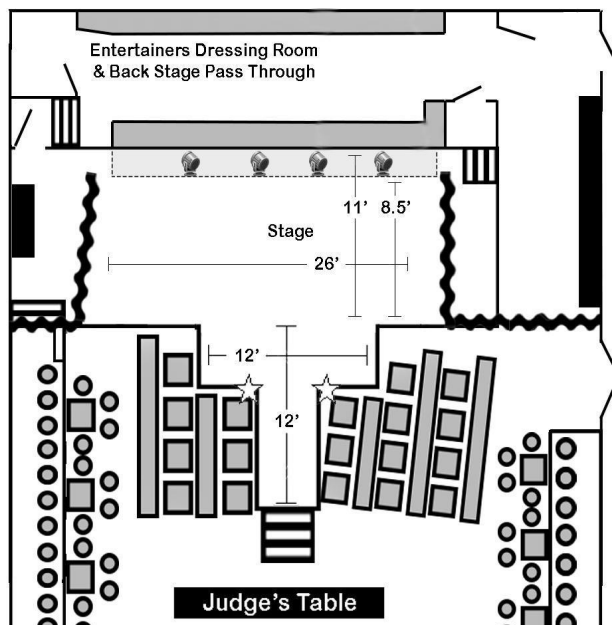 Entertainers Dressing Room
& Back Stage Pass Through
11’
8.5’
Stage
26’
12’
12’
Judge’s Table